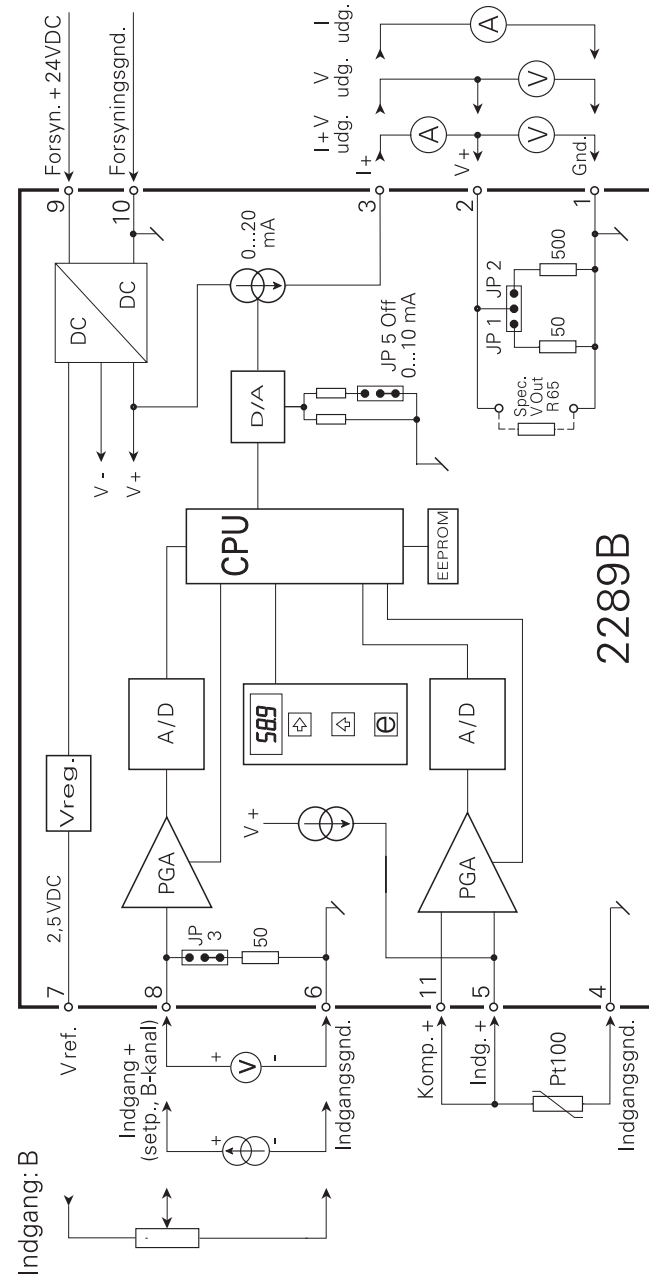 Indgang: B
Vref.
7
2,5VDC
Vreg.
Indgang +
(setp., B-kanal)
8
JP
3
50
6
Indgangsgnd.
+
-
+
V
-
PGA
A/D
V +
58.9
e
Komp. +
11
Indg. +
5
Pt100
4
Indgangsgnd.
PGA
A/D
CPU
EEPROM
D/A
JP 5 Off
0...10 mA
0...20
mA
V -
V+
DC
DC
9
Forsyn. + 24VDC
10
Forsyningsgnd.
3
I+
2
V+
1
Gnd.
I+V
udg.
V
udg.
I
udg.
A
V
V
A
Spec.
V Out
R 65
JP 1
JP 2
50
500
2289B